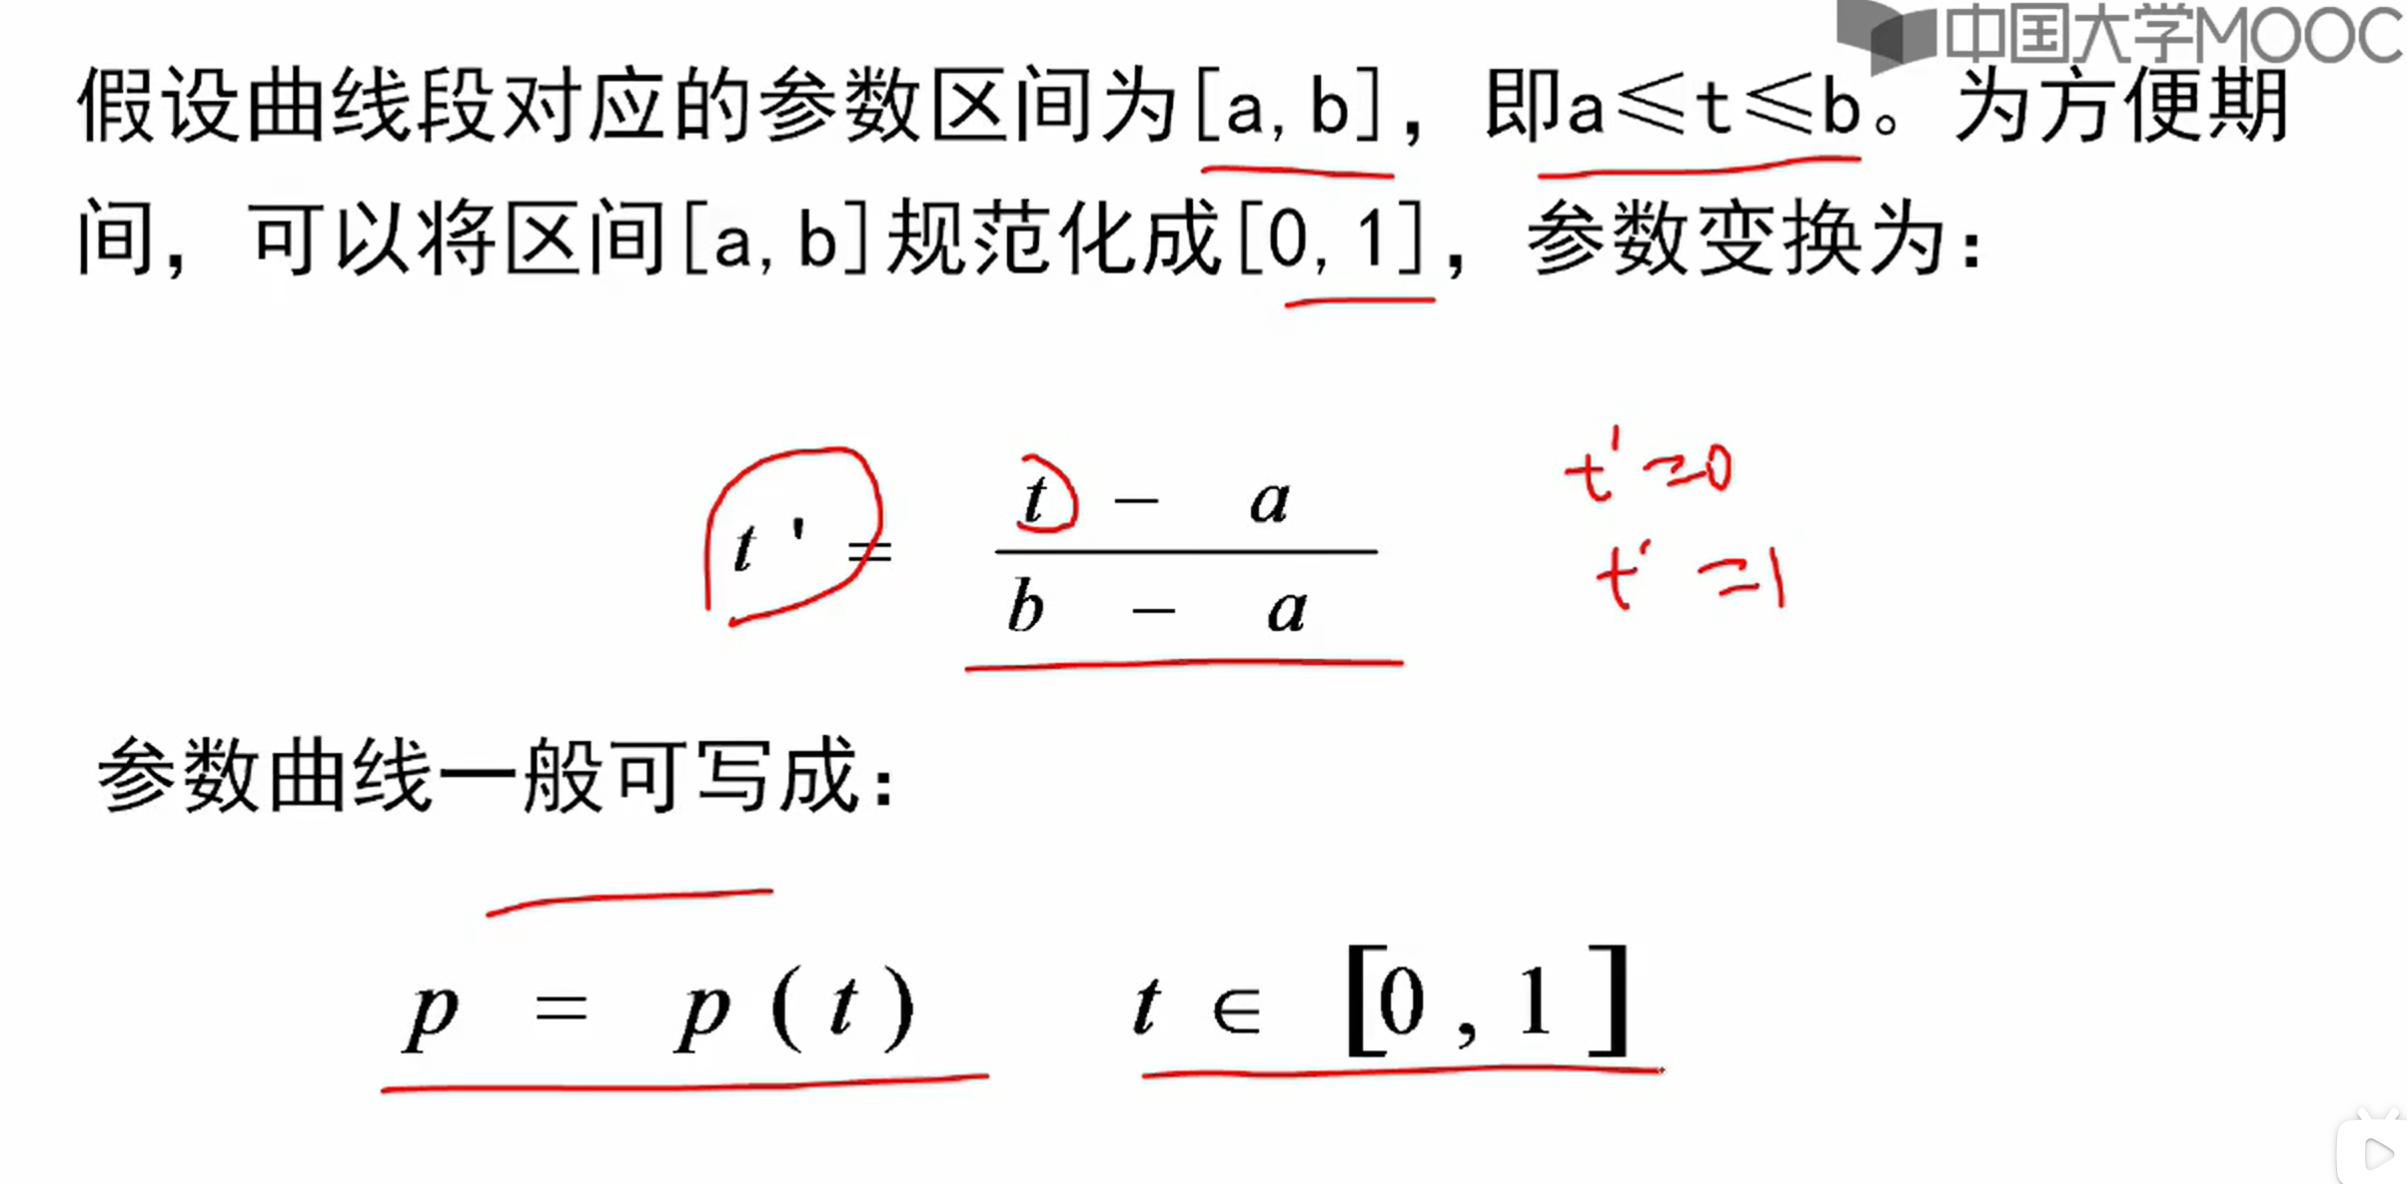 中国大学MOOC
假设曲线段对应的参数区间为[a,b]，即a≤t≤b。为方便期
间，可以将区间[a,b]规范化成[0,1]，参数变换为：
t' = \frac{t - a}{b - a}
t'=0
t'=1
参数曲线一般可写成：
p = p(t) t ∈ [0,1]